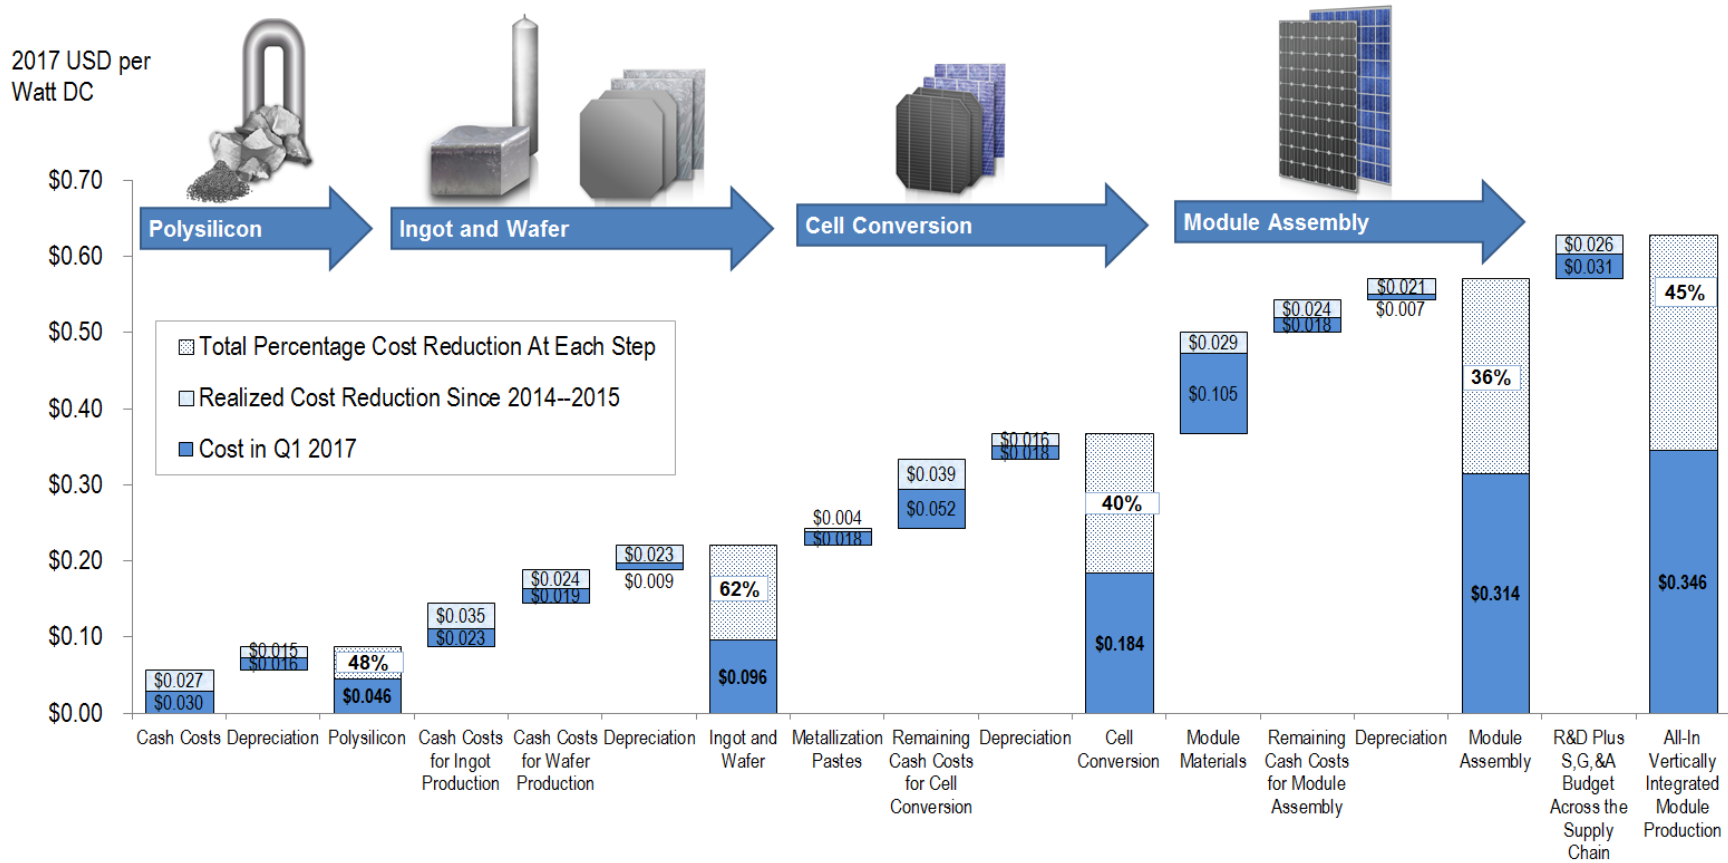 2017 USD per
Watt DC
$0.70
$0.60
$0.50
$0.40
$0.30
$0.20
$0.10
$0.00
Polysilicon
Ingot and Wafer
Cell Conversion
Module Assembly
Total Percentage Cost Reduction At Each Step
Realized Cost Reduction Since 2014--2015
Cost in Q1 2017
$0.027
$0.030
$0.015
$0.016
48%
$0.046
$0.035
$0.023
$0.024
$0.019
$0.023
$0.009
62%
$0.096
$0.004
$0.018
$0.039
$0.052
$0.016
$0.018
40%
$0.184
$0.029
$0.105
$0.024
$0.018
$0.021
$0.007
36%
$0.314
$0.026
$0.031
45%
$0.346
Cash Costs
Depreciation
Polysilicon
Cash Costs
for Ingot
Production
Cash Costs
for Wafer
Production
Depreciation
Ingot and
Wafer
Metallization
Pastes
Remaining
Cash Costs
for Cell
Conversion
Depreciation
Cell
Conversion
Module
Materials
Remaining
Cash Costs
for Module
Assembly
Depreciation
Module
Assembly
R&D Plus
S,G,&A
Budget
Across the
Supply
Chain
All-In
Vertically
Integrated
Module
Production